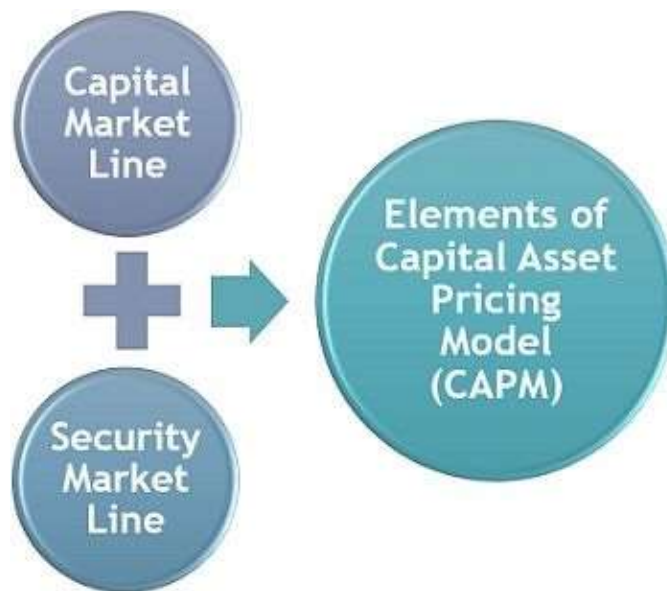 Capital
Market
Line
Security
Market
Line
Elements of
Capital Asset
Pricing
Model
(CAPM)